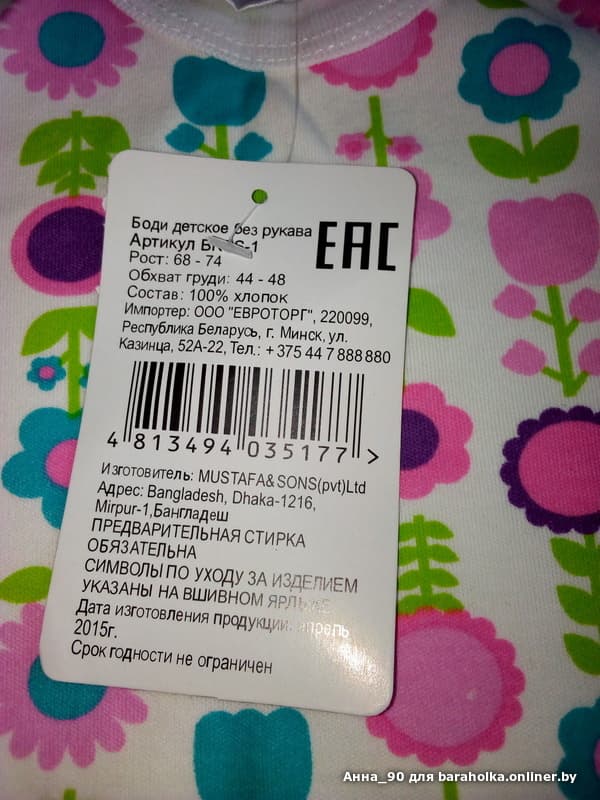 Боди детское без рукава
Артикул
Рост: 68 - 74
Обхват груди: 44 - 48
Состав: 100% хлопок
Импортер: ООО "ЕВРОТОРГ", 220099,
Республика Беларусь, г. Минск, ул.
Казинца, 52А-22, Тел.: + 375 44 7 888 880
ЕАС
4 813494 035177 >
Изготовитель: MUSTAFA&SONS(pvt)Ltd
Адрес: Bangladesh, Dhaka-1216,
Mirpur-1,Бангладеш
ПРЕДВАРИТЕЛЬНАЯ СТИРКА
ОБЯЗАТЕЛЬНА
СИМВОЛЫ ПО УХОДУ ЗА ИЗДЕЛИЕМ
УКАЗАНЫ НА ВШИВНОМ ЯРЛЫКЕ
Дата изготовления продукции: апрель
2015г.
Срок годности не ограничен
Анна_90 для baraholka.onliner.by